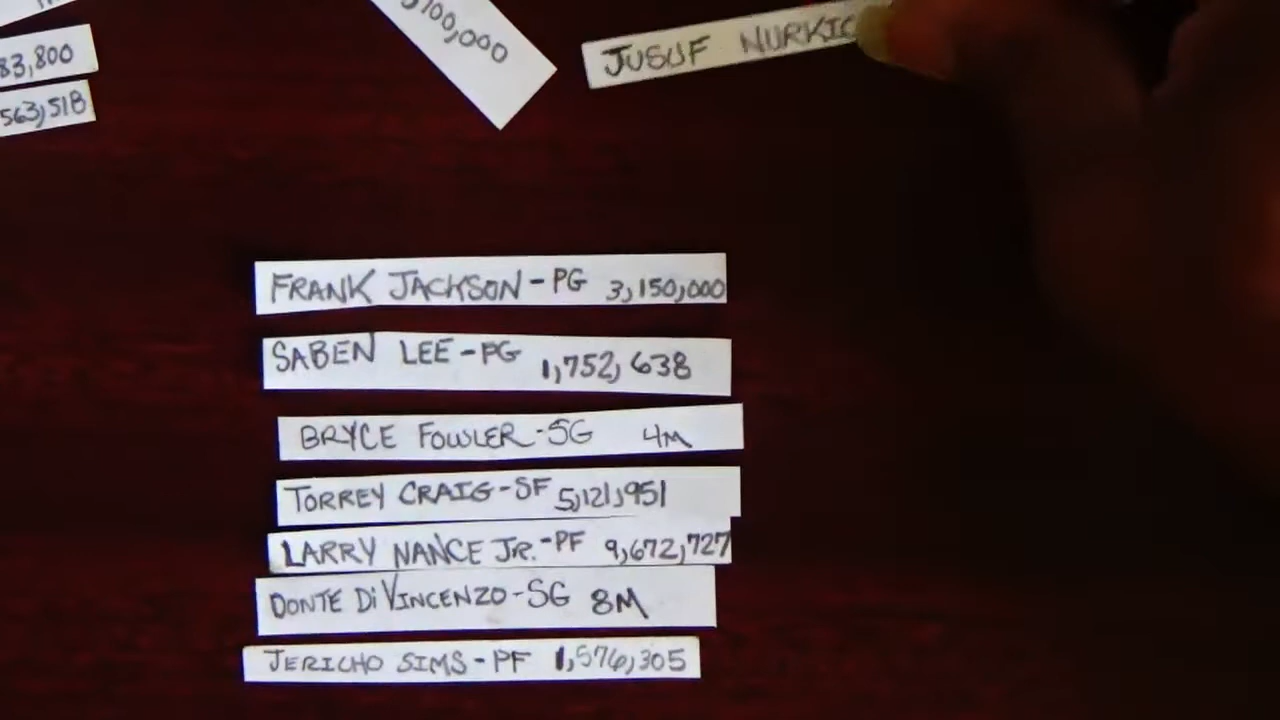 83,800
563,518
100,000
JUSUF NURKIC
FRANK JACKSON-PG 3,150,000
SABEN LEE-PG 1,752,638
BRYCE FOWLER-SG 4M
TORREY CRAIG-SF 5,121,951
LARRY NANCE JR.-PF 9,672,727
DONTE DiVINCENZO-SG 8M
JERICHO SIMS-PF 1,576,305